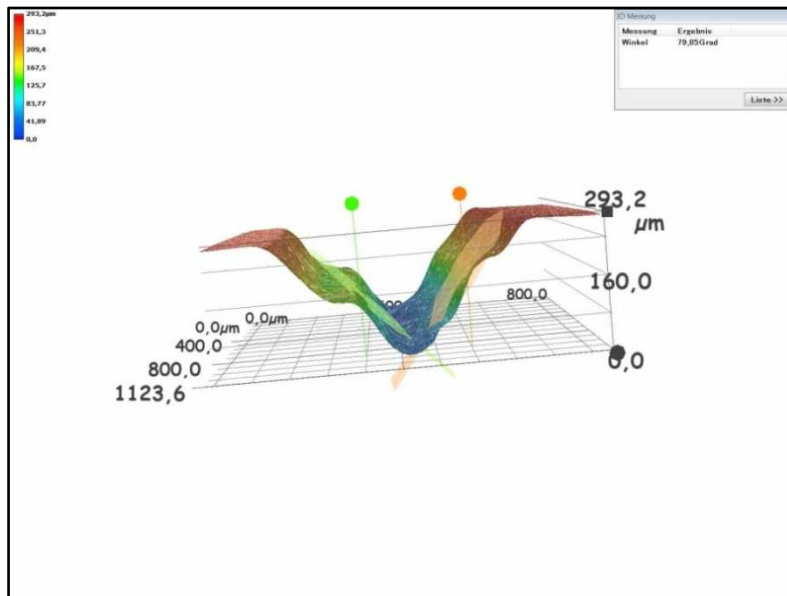 293,2µm
251,3
209,4
167,5
125,7
83,77
41,89
0,0
3D Messung
Messung Ergebnis
Winkel 79,85Grad
Liste >>
293,2
µm
160,0
800,0
0,0µm
0,0µm
400,0
800,0
0,0
1123,6